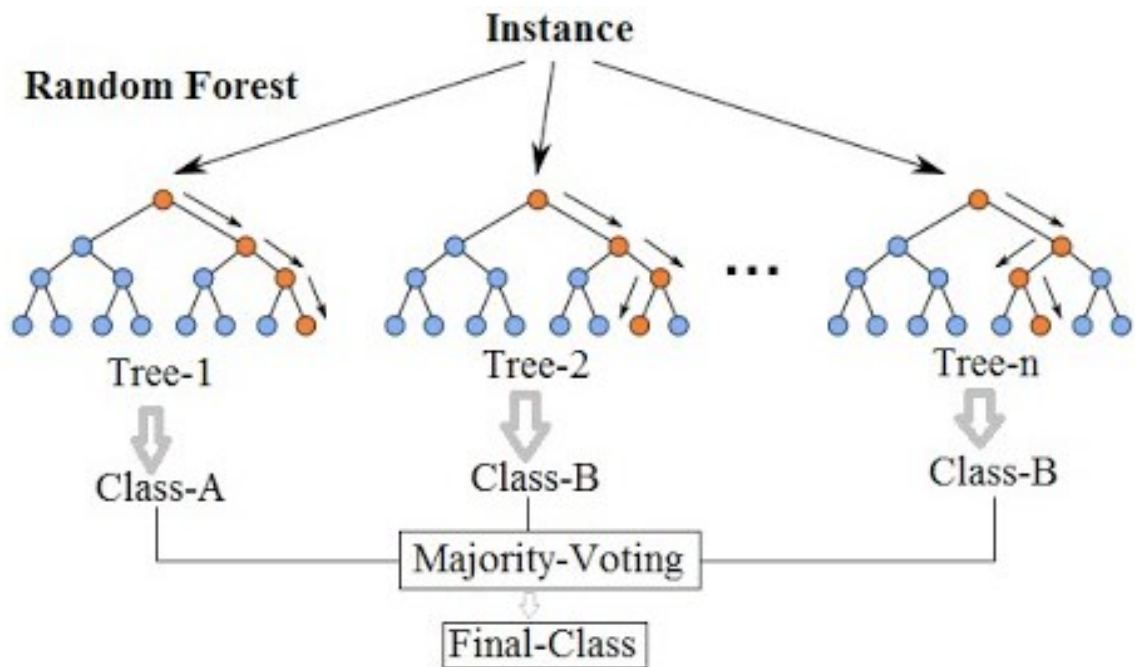 Instance
Random Forest
...
Tree-1
Tree-2
Tree-n
Class-A
Class-B
Class-B
Majority-Voting
Final-Class